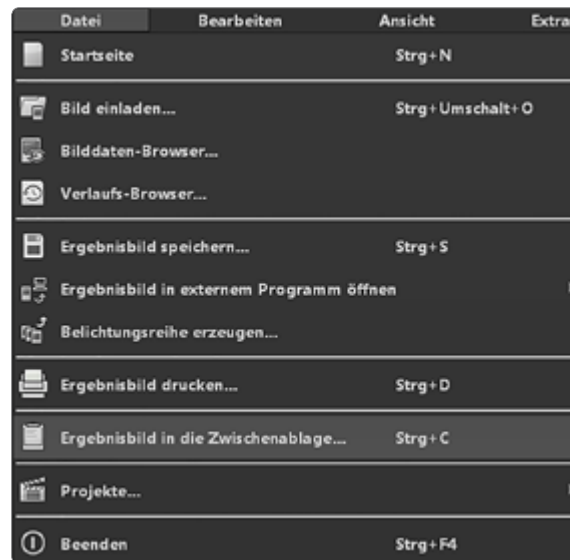 Datei Bearbeiten Ansicht Extra
Startseite Strg+N
Bild einladen... Strg+Umschalt+O
Bilddaten-Browser...
Verlaufs-Browser...
Ergebnisbild speichern... Strg+S
Ergebnisbild in externem Programm öffnen
Belichtungsreihe erzeugen...
Ergebnisbild drucken... Strg+D
Ergebnisbild in die Zwischenablage... Strg+C
Projekte...
Beenden Strg+F4